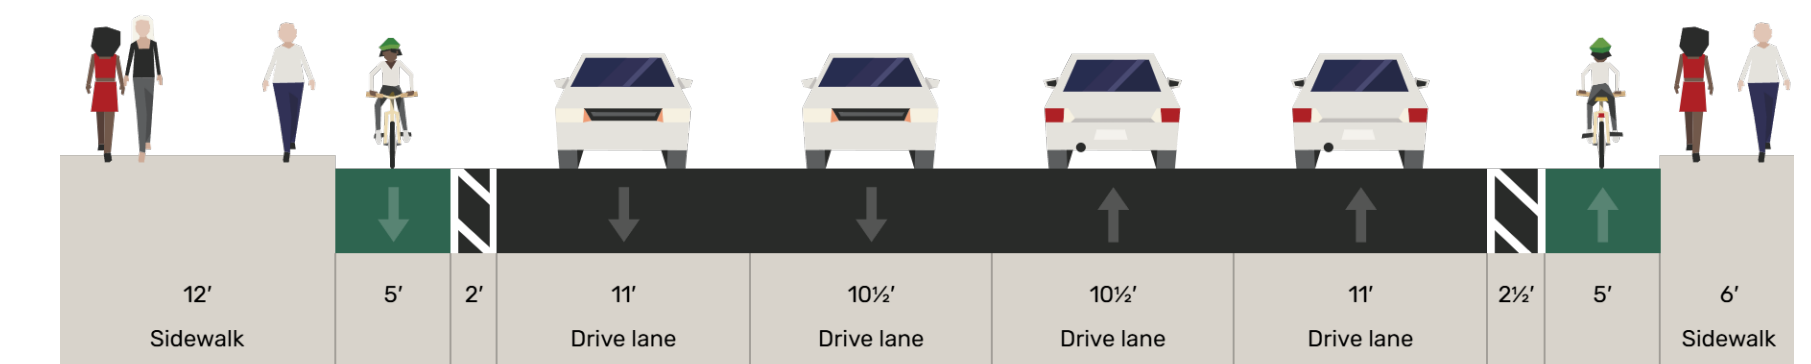 12′ 5′ 2′ 11′ 10½′ 10½′ 11′ 2½′ 5′ 6′
Sidewalk Drive lane Drive lane Drive lane Drive lane Sidewalk